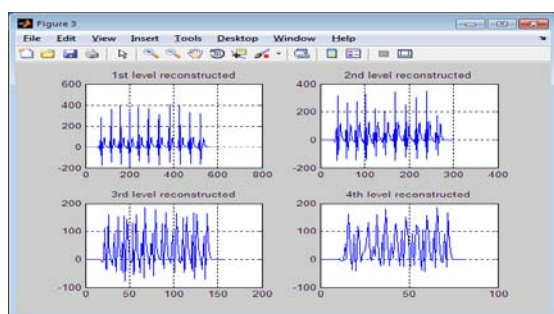 Figure 3
File Edit View Insert Tools Desktop Window Help
1st level reconstructed
600
400
200
0
-200
0 200 400 600 800
2nd level reconstructed
400
200
0
-200
0 100 200 300 400
3rd level reconstructed
200
100
0
-100
0 50 100 150 200
4th level reconstructed
200
100
0
-100
0 50 100